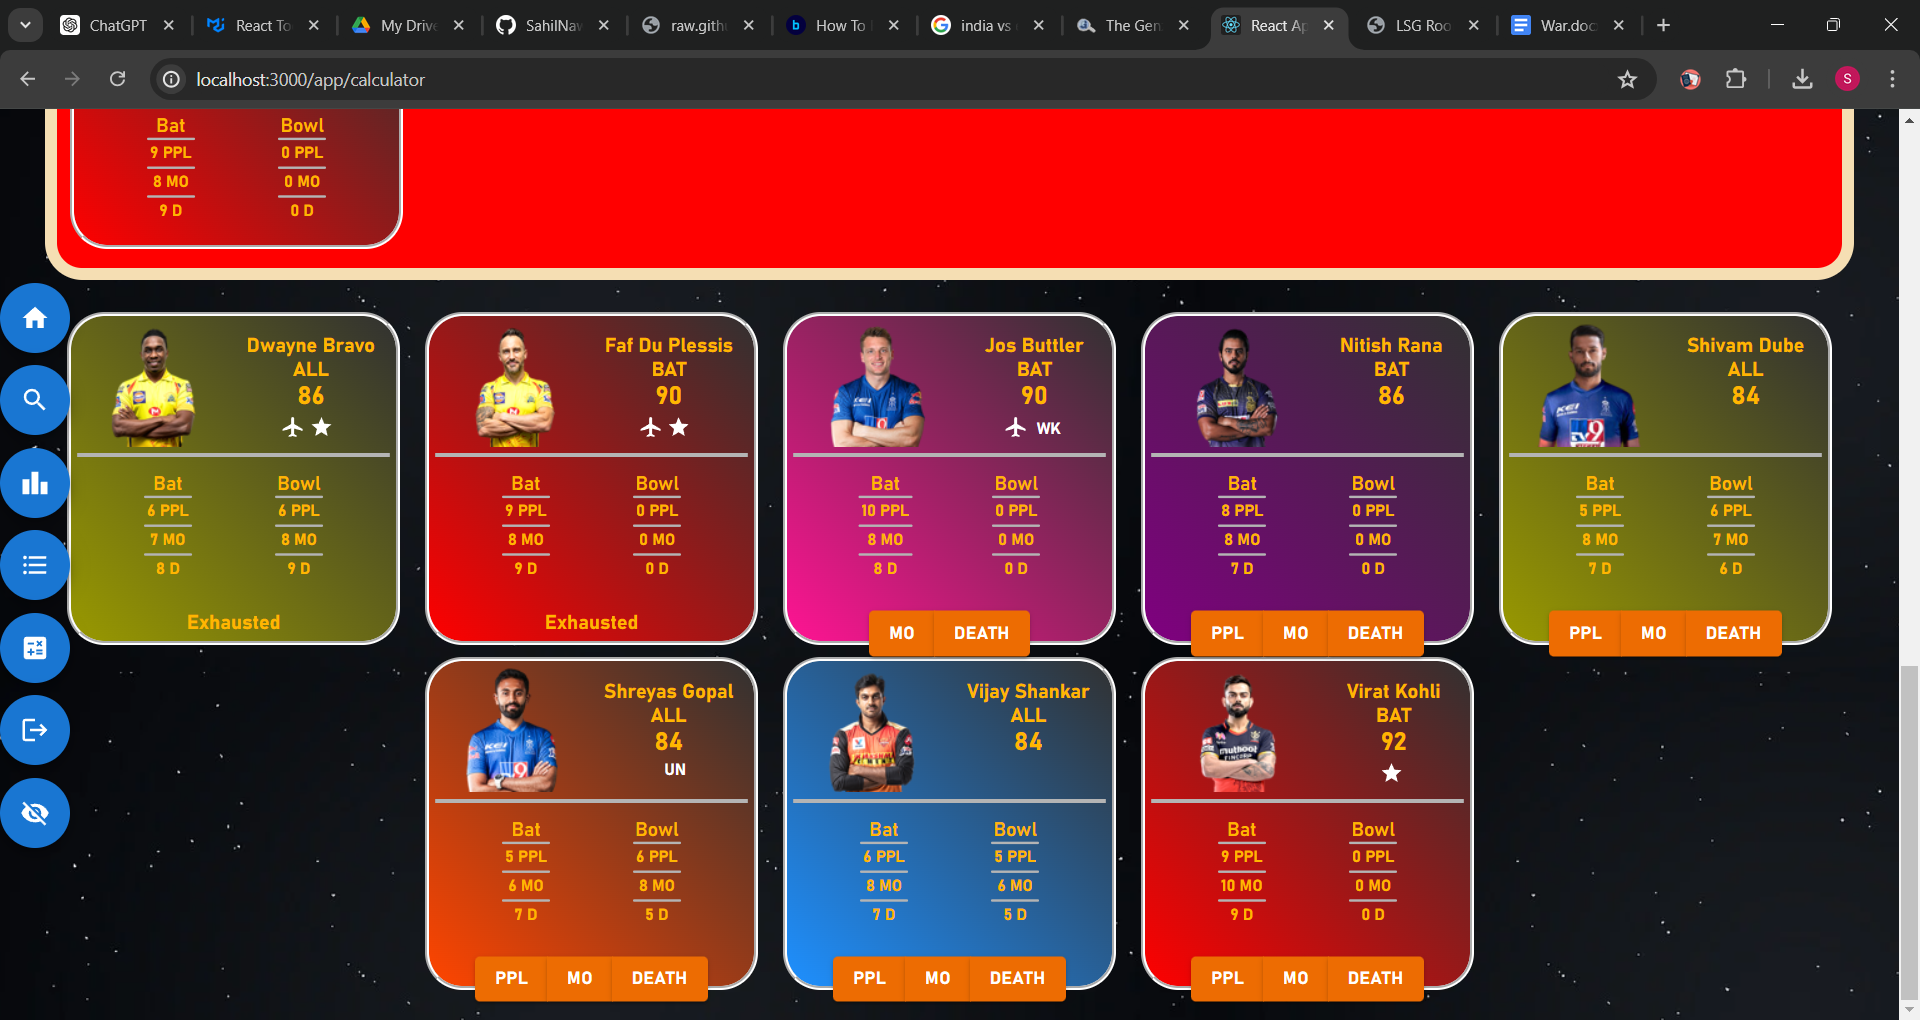 ChatGPT
React To
My Drive
SahilNav
raw.gith
How To
india vs
The Gen
React Ap
LSG Roo
War.doc
localhost:3000/app/calculator
S
Bat Bowl
9 PPL 0 PPL
8 MO 0 MO
9 D 0 D
Dwayne Bravo
ALL
86
Bat Bowl
6 PPL 6 PPL
7 MO 8 MO
8 D 9 D
Exhausted
Faf Du Plessis
BAT
90
Bat Bowl
9 PPL 0 PPL
8 MO 0 MO
9 D 0 D
Exhausted
Jos Buttler
BAT
90
WK
Bat Bowl
10 PPL 0 PPL
8 MO 0 MO
8 D 0 D
MO DEATH
Nitish Rana
BAT
86
Bat Bowl
8 PPL 0 PPL
8 MO 0 MO
7 D 0 D
PPL MO DEATH
Shivam Dube
ALL
84
Bat Bowl
5 PPL 6 PPL
8 MO 7 MO
7 D 6 D
PPL MO DEATH
Shreyas Gopal
ALL
84
UN
Bat Bowl
5 PPL 6 PPL
6 MO 8 MO
7 D 5 D
PPL MO DEATH
Vijay Shankar
ALL
84
Bat Bowl
6 PPL 5 PPL
8 MO 6 MO
7 D 5 D
PPL MO DEATH
Virat Kohli
BAT
92
Bat Bowl
9 PPL 0 PPL
10 MO 0 MO
9 D 0 D
PPL MO DEATH